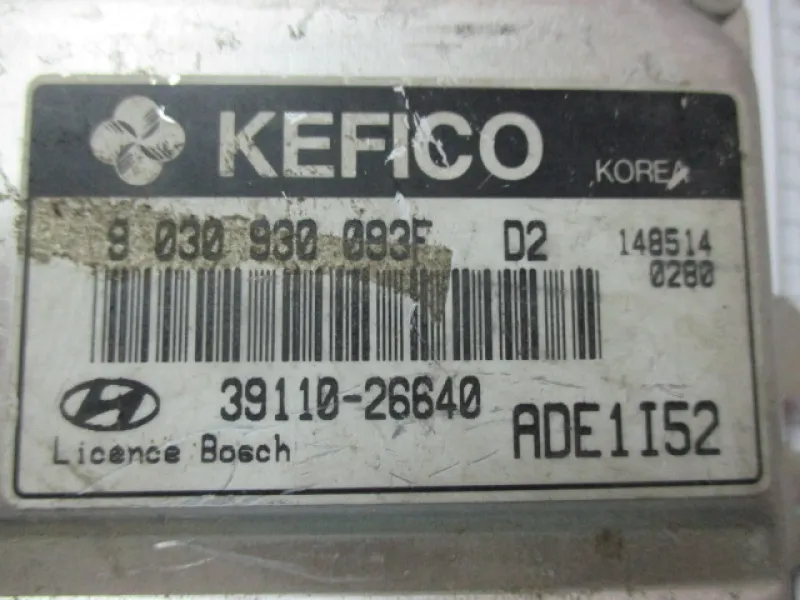 KEFICO KOREA
9 030 930 093F D2 148514
0280
39110-26640 ADE1I52
Licence Bosch